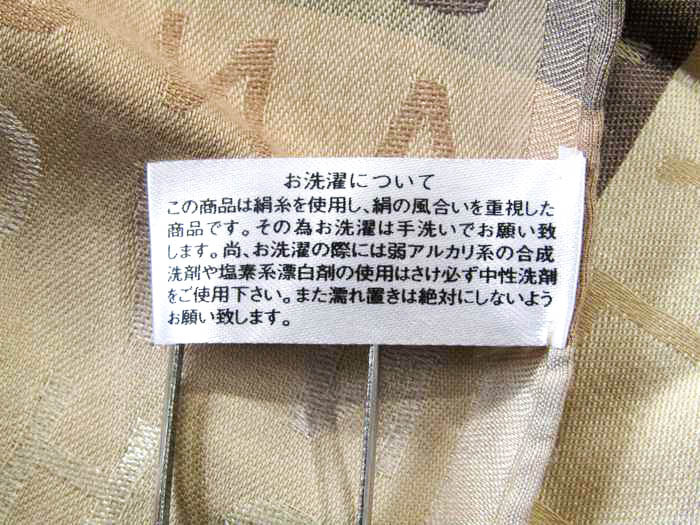 お洗濯について
この商品は絹糸を使用し、絹の風合いを重視した
商品です。その為お洗濯は手洗いでお願い致
します。尚、お洗濯の際には弱アルカリ系の合成
洗剤や塩素系漂白剤の使用はさけ必ず中性洗剤
をご使用下さい。また濡れ置きは絶対にしないよう
お願い致します。